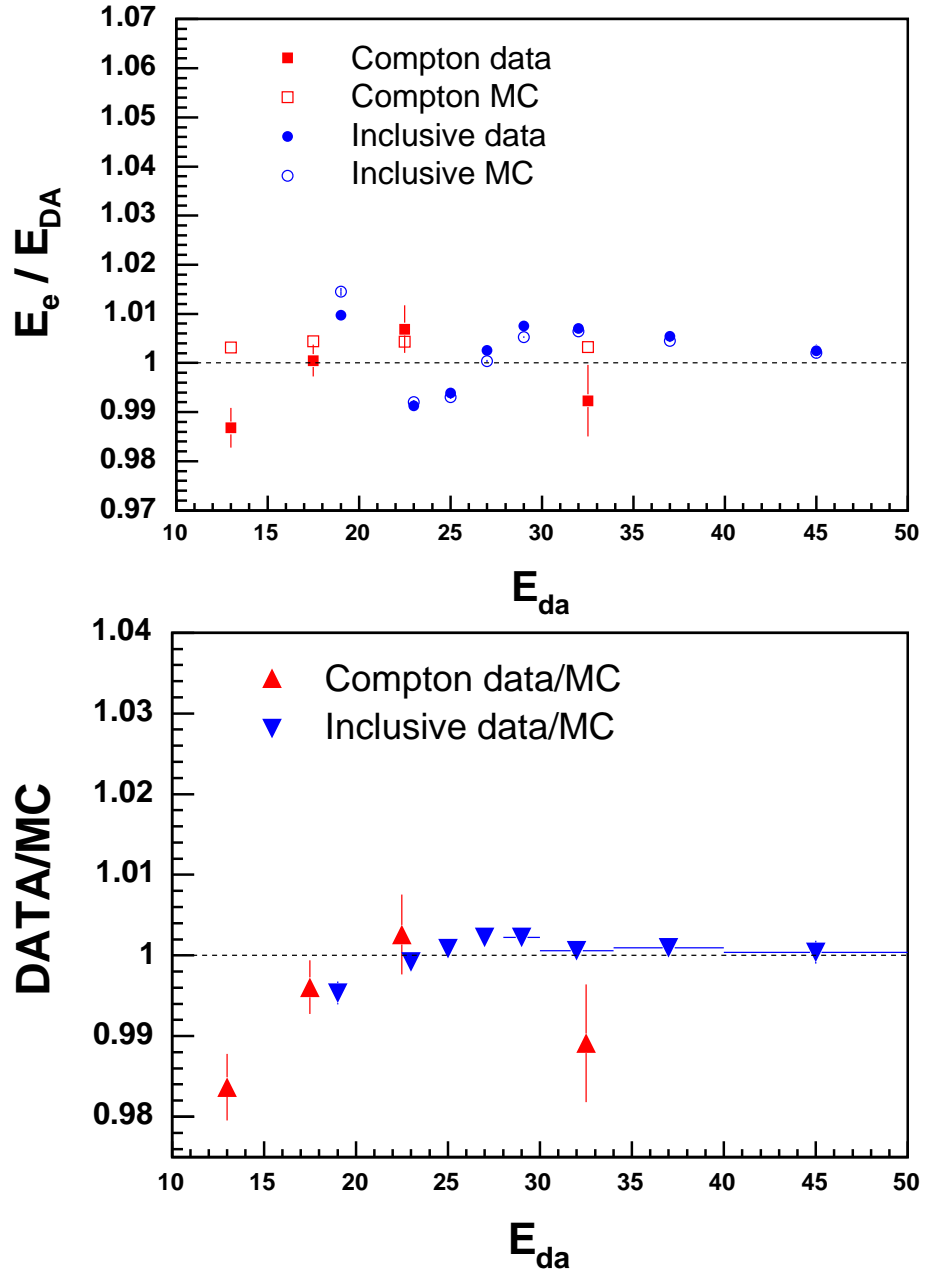 1.07
1.06
1.05
1.04
1.03
1.02
1.01
1
0.99
0.98
0.97
E_e / E_DA
Compton data
Compton MC
Inclusive data
Inclusive MC
10 15 20 25 30 35 40 45 50
E_da
1.04
1.03
1.02
1.01
1
0.99
0.98
DATA/MC
Compton data/MC
Inclusive data/MC
10 15 20 25 30 35 40 45 50
E_da